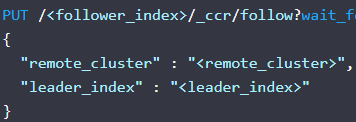 PUT /<follower_index>/_ccr/follow?wait_f
{
"remote_cluster" : "<remote_cluster>",
"leader_index" : "<leader_index>"
}